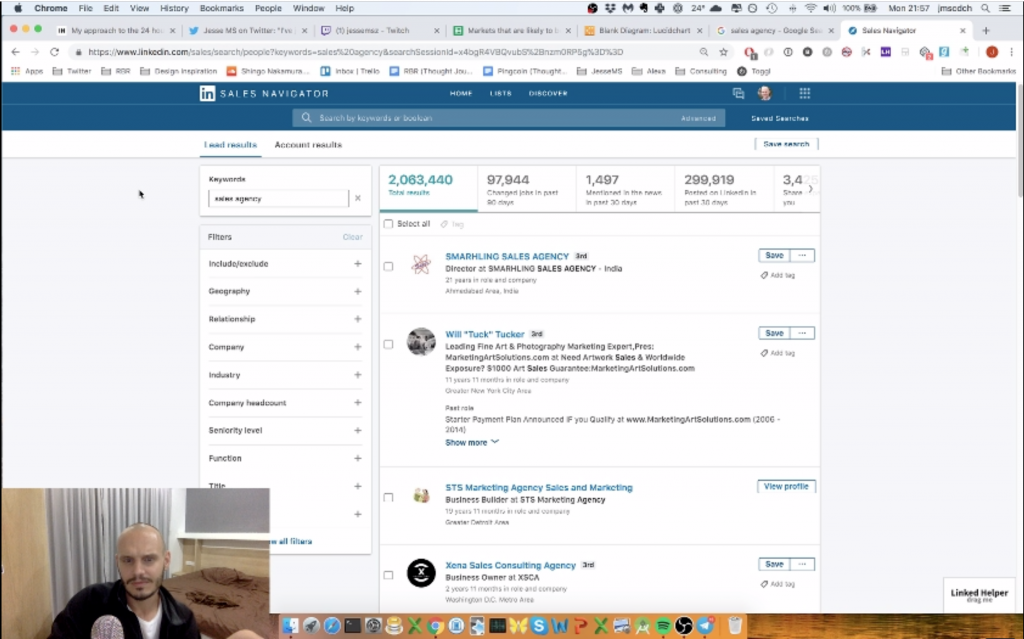 Chrome File Edit View History Bookmarks People Window Help
24° 100% Mon 21:57 jmscdch
My approach to the 24 ho
Jesse MS on Twitter: "I've
(1) jessemsz - Twitch
Markets that are likely to b
Blank Diagram: Lucidchart
sales agency - Google Sea
Sales Navigator
https://www.linkedin.com/sales/search/people?keywords=sales%20agency&searchSessionId=
Apps Twitter RBR Design Inspiration Shingo Nakamura... Inbox | Trello RBR (Thought Jou... Pingcoin (Thought... JesseMS Alexa Consulting Toggl Other Bookmarks
in SALES NAVIGATOR
HOME LISTS DISCOVER
Search by keywords or boolean
Advanced
Saved Searches
Lead results Account results
Save search
Keywords
sales agency ×
Filters Clear
Include/exclude +
Geography +
Relationship +
Company +
Industry +
Company headcount +
Seniority level +
Function +
Title
+
all filters
2,063,440
Total results
97,944
Changed jobs in past
90 days
1,497
Mentioned in the news
in past 30 days
299,919
Posted on LinkedIn in
past 30 days
Share
you
Select all Tag
SMARHLING SALES AGENCY 3rd
Director at SMARHLING SALES AGENCY - India
21 years in role and company
Ahmedabad Area, India
Save ...
Add tag
Will "Tuck" Tucker 3rd
Leading Fine Art & Photography Marketing Expert,Pres:
MarketingArtSolutions.com at Need Artwork Sales & Worldwide
Exposure? $1000 Art Sales Guarantee:MarketingArtSolutions.com
11 years 11 months in role and company
Greater New York City Area
Past role
Starter Payment Plan Announced IF you Qualify at www.MarketingArtSolutions.com (2006 -
2014)
Show more
Save ...
Add tag
STS Marketing Agency Sales and Marketing
Business Builder at STS Marketing Agency
19 years 11 months in role and company
Greater Detroit Area
View profile
Xena Sales Consulting Agency 3rd
Business Owner at XSCA
2 years 11 months in role and company
Washington D.C. Metro Area
Save ...
Add tag
Linked Helper
drag me